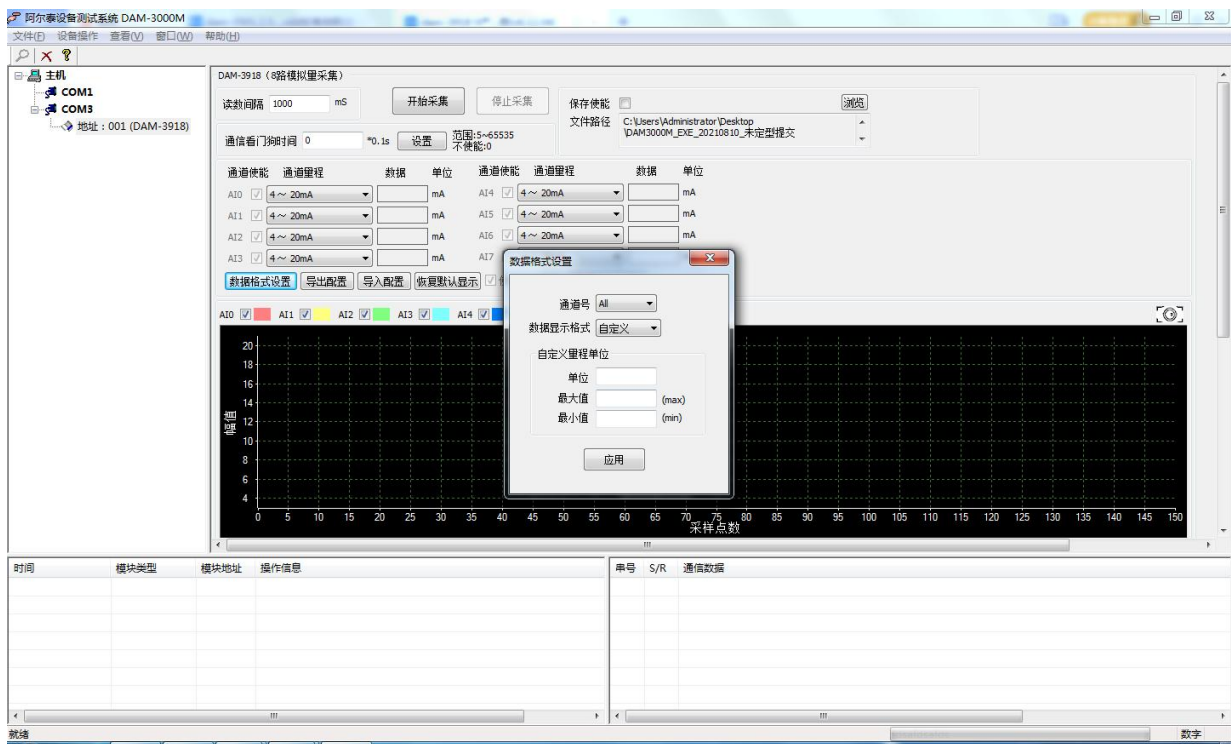 阿尔泰设备测试系统 DAM-3000M
文件(F) 设备操作 查看(V) 窗口(W) 帮助(H)
主机
COM1
COM3
地址：001 (DAM-3918)
DAM-3918（8路模拟量采集）
读数间隔 1000 mS 开始采集 停止采集
通信看门狗时间 0 *0.1s 设置 范围:5~65535
不使能:0
保存使能 浏览
文件路径 C:\Users\Administrator\Desktop
\DAM3000M_EXE_20210810_未定型提交
通道使能 通道量程 数据 单位 通道使能 通道量程 数据 单位
AI0 4～ 20mA mA AI4 4～ 20mA mA
AI1 4～ 20mA mA AI5 4～ 20mA mA
AI2 4～ 20mA mA AI6 4～ 20mA mA
AI3 4～ 20mA mA AI7
数据格式设置 导出配置 导入配置 恢复默认显示
AI0 AI1 AI2 AI3 AI4
数据格式设置
通道号 All
数据显示格式 自定义
自定义量程单位
单位
最大值 (max)
最小值 (min)
应用
幅值
20
18
16
14
12
10
8
6
4
0 5 10 15 20 25 30 35 40 45 50 55 60 65 70 75 80 85 90 95 100 105 110 115 120 125 130 135 140 145 150
采样点数
时间 模块类型 模块地址 操作信息
串号 S/R 通信数据
就绪 数字